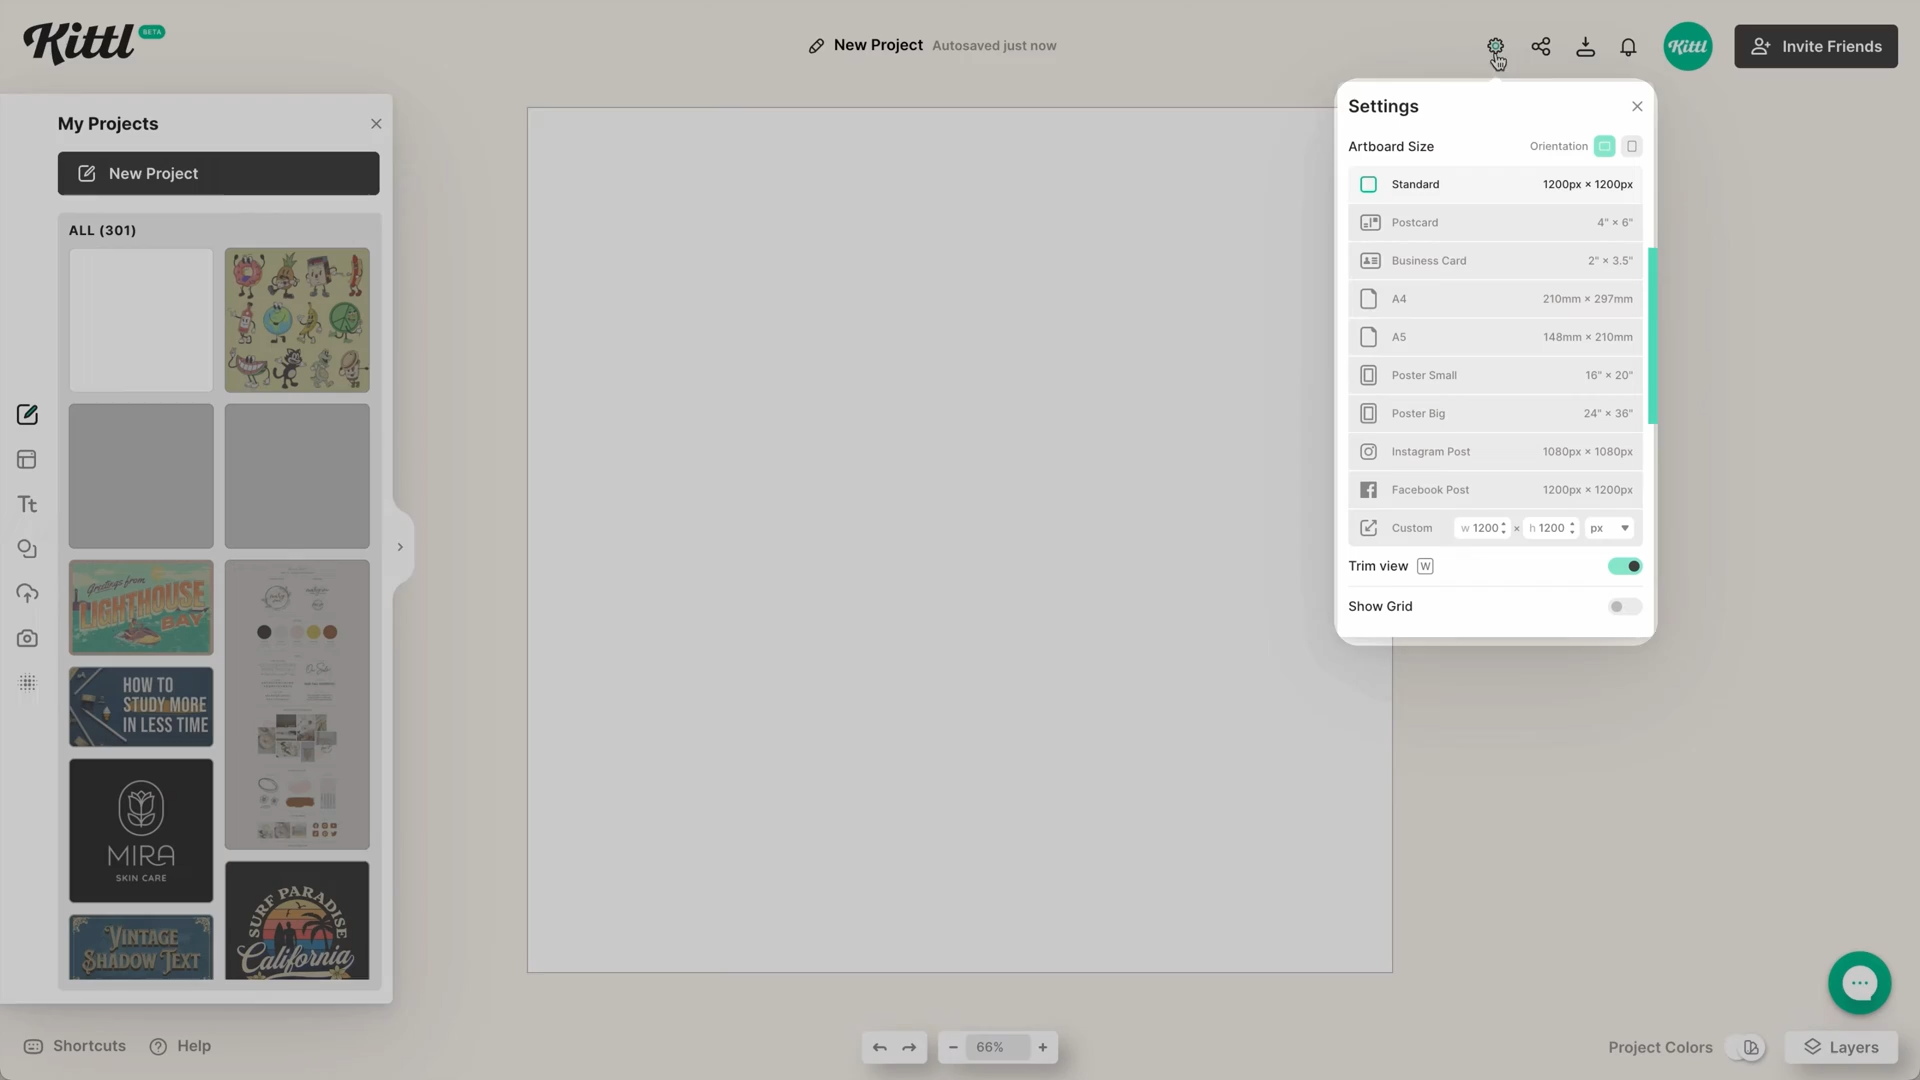 Kittl BETA
New Project Autosaved just now
Kittl
Invite Friends
My Projects
New Project
ALL (301)
Greetings from
LIGHTHOUSE
BAY
HOW TO
STUDY MORE
IN LESS TIME
MIRA
SKIN CARE
VINTAGE
SHADOW TEXT
SURF PARADISE
California
Tt
Settings
Artboard Size Orientation
Standard 1200px × 1200px
Postcard 4" × 6"
Business Card 2" × 3.5"
A4 210mm × 297mm
A5 148mm × 210mm
Poster Small 16" × 20"
Poster Big 24" × 36"
Instagram Post 1080px × 1080px
Facebook Post 1200px × 1200px
Custom w 1200 × h 1200 px
Trim view W
Show Grid
Shortcuts Help
66%
Project Colors
Layers